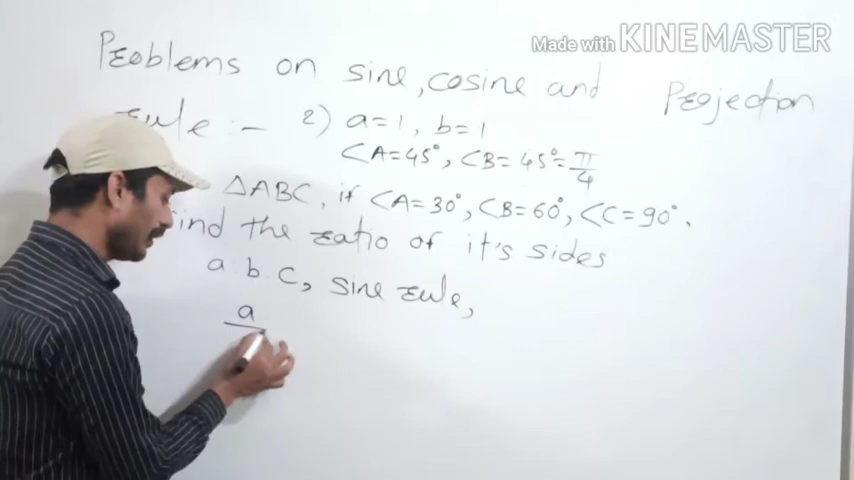 Made with KINEMASTER
Problems on sine, cosine and Projection
rule :- 2) a=1, b=1
∠A=45°, ∠B=45°=π/4
△ABC, if ∠A=30°, ∠B=60°, ∠C=90°.
find the ratio of it's sides
a:b:c, sine rule,
a